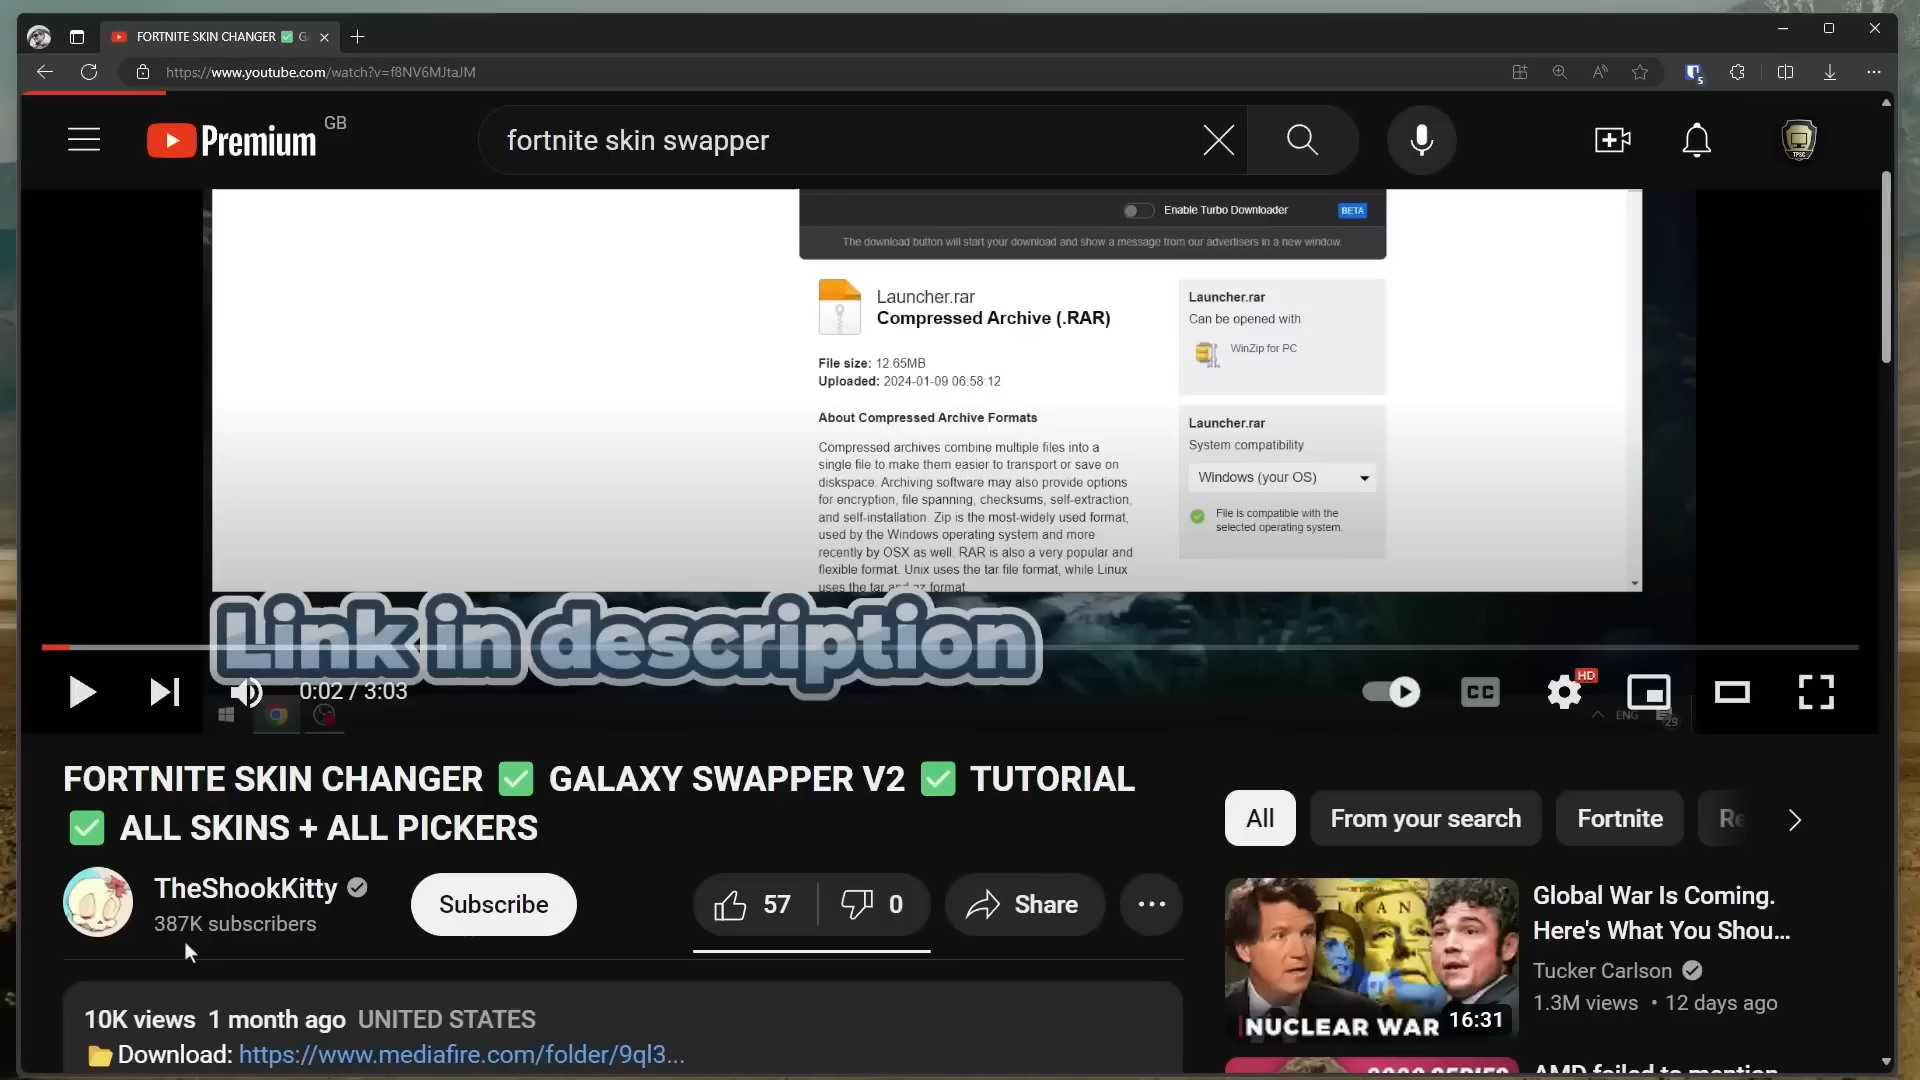 FORTNITE SKIN CHANGER ✅ G
https://www.youtube.com/watch?v=f8NV6MJtaJM
5
Premium
GB
fortnite skin swapper
TPSC
Enable Turbo Downloader
BETA
The download button will start your download and show a message from our advertisers in a new window.
Launcher.rar
Compressed Archive (.RAR)
File size: 12.65MB
Uploaded: 2024-01-09 06:58:12
About Compressed Archive Formats
Compressed archives combine multiple files into a
single file to make them easier to transport or save on
diskspace. Archiving software may also provide options
for encryption, file spanning, checksums, self-extraction,
and self-installation. Zip is the most-widely used format,
used by the Windows operating system and more
recently by OSX as well. RAR is also a very popular and
flexible format. Unix uses the tar file format, while Linux
uses the tar and gz format.
Launcher.rar
Can be opened with
WinZip for PC
Launcher.rar
System compatibility
Windows (your OS)
File is compatible with the
selected operating system.
Link in description
0:02 / 3:03
CC
HD
ENG
29
FORTNITE SKIN CHANGER ✅ GALAXY SWAPPER V2 ✅ TUTORIAL
✅ ALL SKINS + ALL PICKERS
TheShookKitty
387K subscribers
Subscribe
57
0
Share
10K views 1 month ago UNITED STATES
Download: https://www.mediafire.com/folder/9ql3...
All
From your search
Fortnite
Re
IRAN
NUCLEAR WAR
16:31
Global War Is Coming.
Here's What You Shou...
Tucker Carlson
1.3M views • 12 days ago
AMD failed to mention